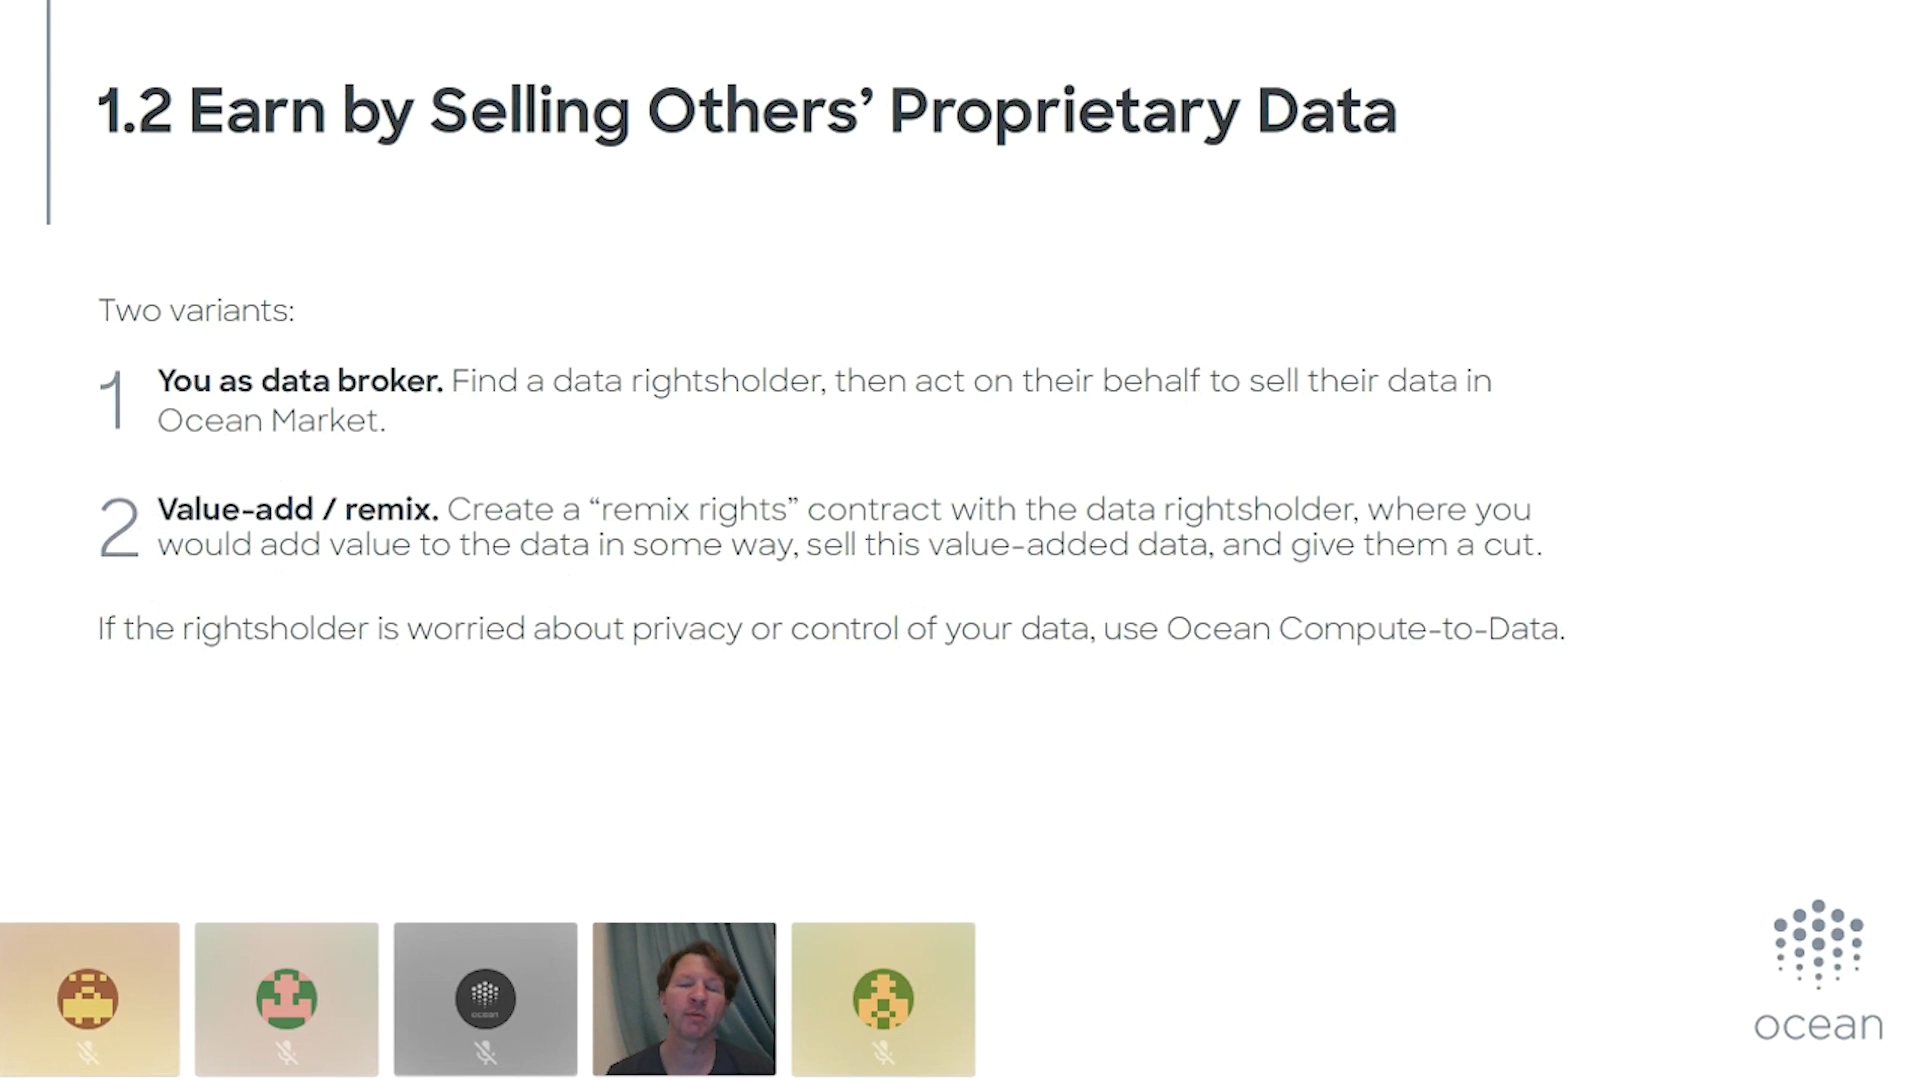 1.2 Earn by Selling Others’ Proprietary Data
Two variants:
1 You as data broker. Find a data rightsholder, then act on their behalf to sell their data in
Ocean Market.
2 Value-add / remix. Create a “remix rights” contract with the data rightsholder, where you
would add value to the data in some way, sell this value-added data, and give them a cut.
If the rightsholder is worried about privacy or control of your data, use Ocean Compute-to-Data.
ocean
ocean